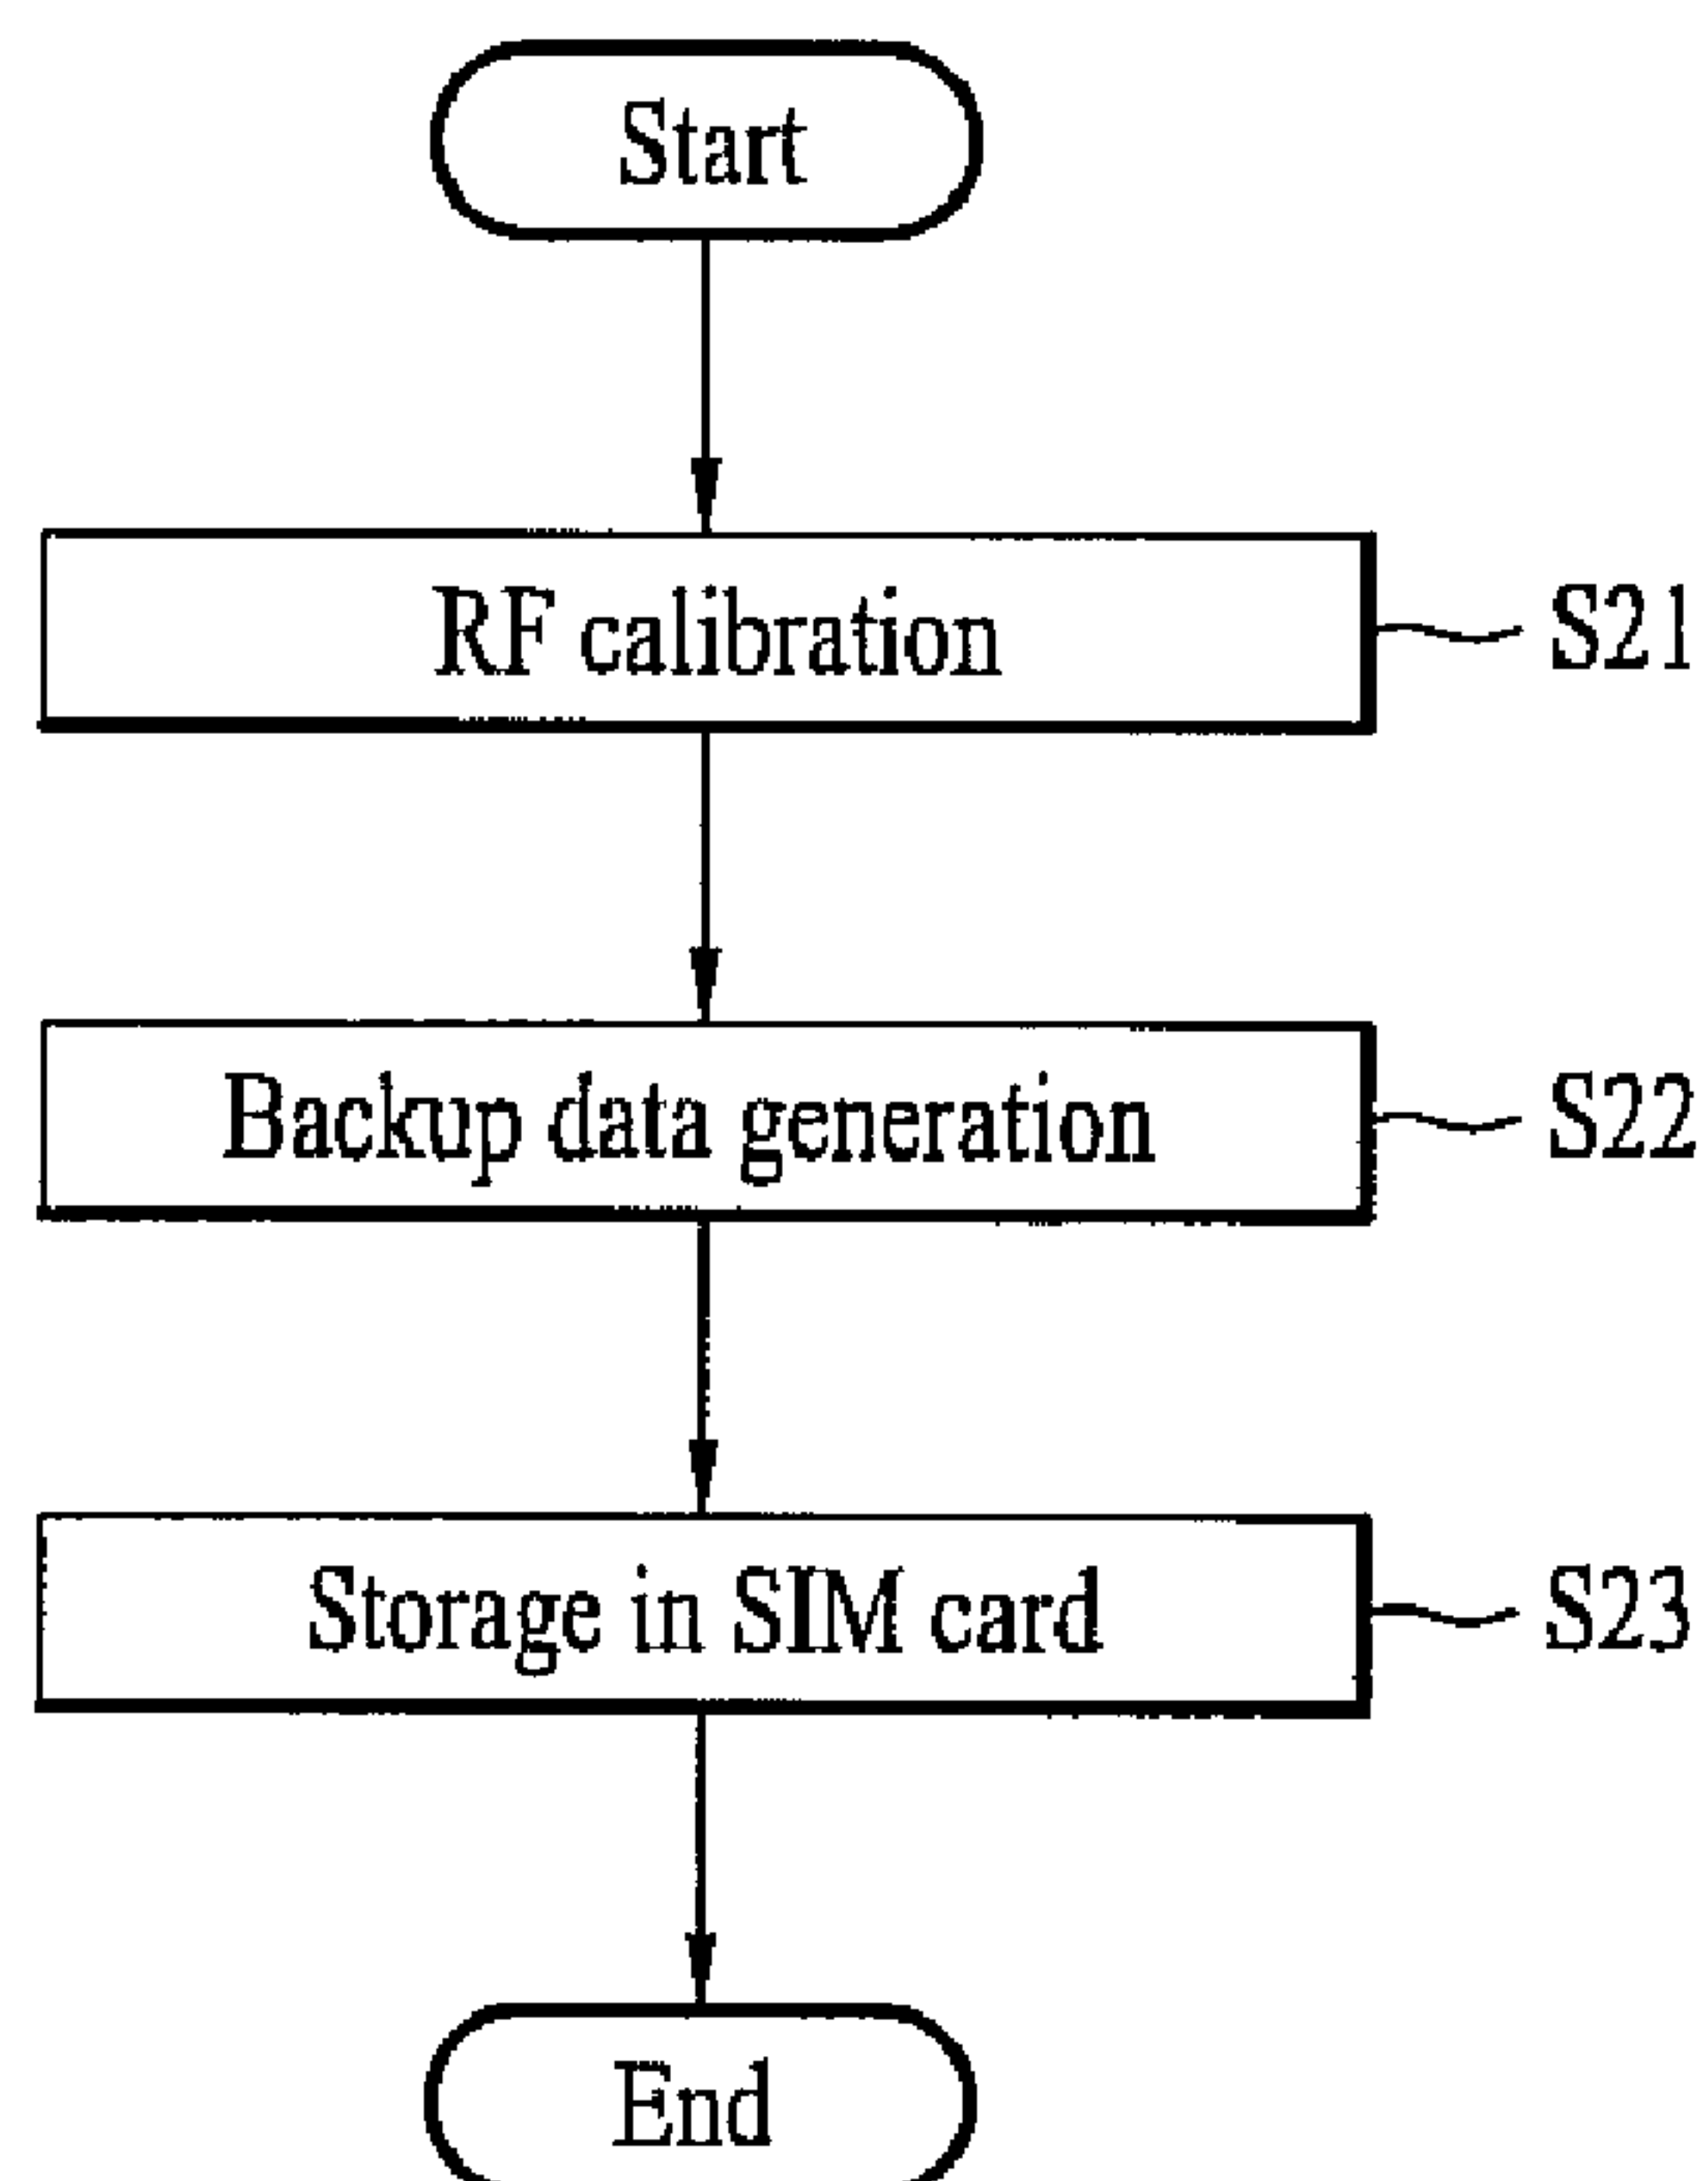 Start
RF calibration
S21
Backup data generation
S22
Storage in SIM card
S23
End